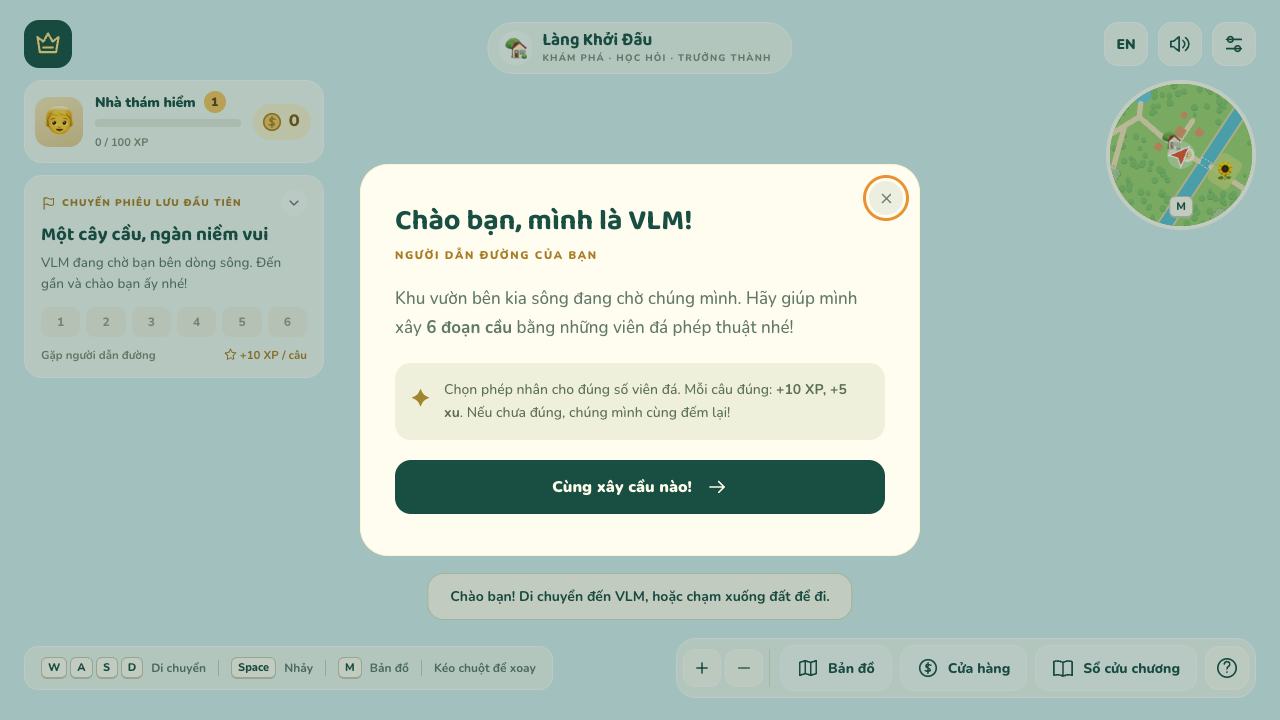 Làng Khởi Đầu
KHÁM PHÁ · HỌC HỎI · TRƯỞNG THÀNH
EN
Nhà thám hiểm 1
0
0 / 100 XP
CHUYẾN PHIÊU LƯU ĐẦU TIÊN
Một cây cầu, ngàn niềm vui
VLM đang chờ bạn bên dòng sông. Đến
gần và chào bạn ấy nhé!
1 2 3 4 5 6
Gặp người dẫn đường +10 XP / câu
M
Chào bạn, mình là VLM!
NGƯỜI DẪN ĐƯỜNG CỦA BẠN
Khu vườn bên kia sông đang chờ chúng mình. Hãy giúp mình
xây 6 đoạn cầu bằng những viên đá phép thuật nhé!
Chọn phép nhân cho đúng số viên đá. Mỗi câu đúng: +10 XP, +5
xu. Nếu chưa đúng, chúng mình cùng đếm lại!
Cùng xây cầu nào!
Chào bạn! Di chuyển đến VLM, hoặc chạm xuống đất để đi.
W A S D Di chuyển Space Nhảy M Bản đồ Kéo chuột để xoay
+ − Bản đồ Cửa hàng Sổ cửu chương ?